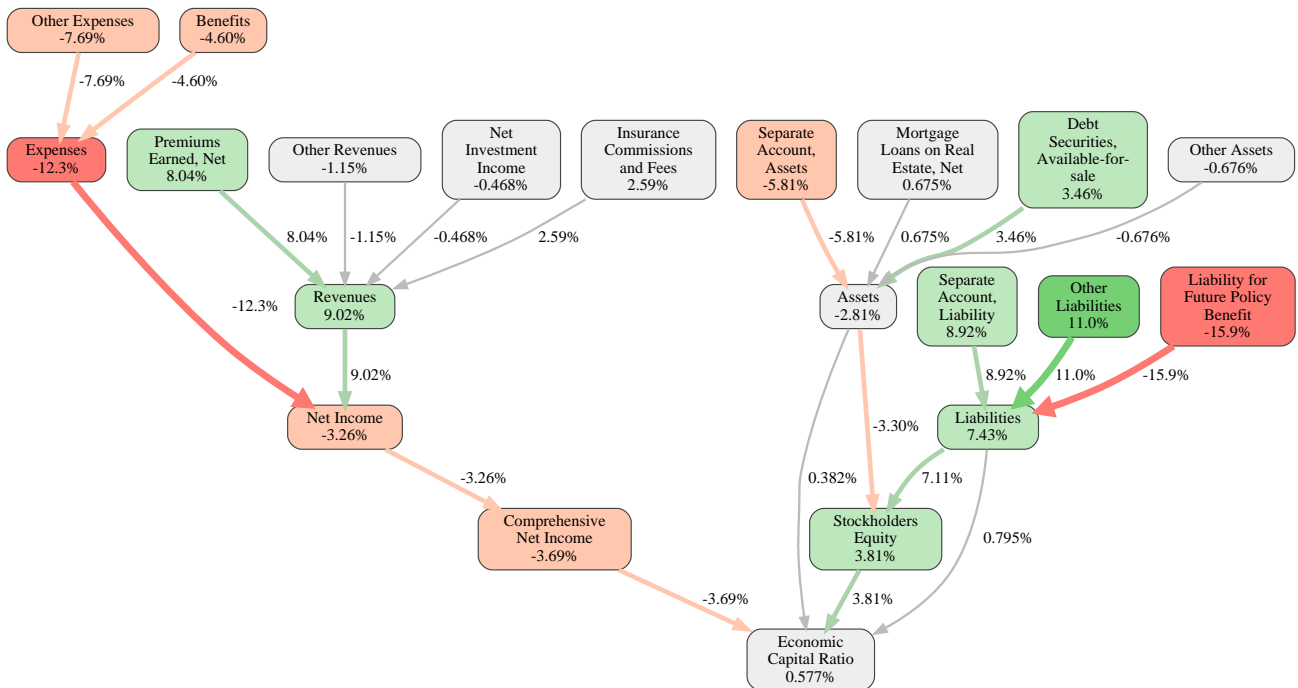 Other Expenses
-7.69%
Benefits
-4.60%
-7.69%
-4.60%
Expenses
-12.3%
Premiums
Earned, Net
8.04%
Other Revenues
-1.15%
Net
Investment
Income
-0.468%
Insurance
Commissions
and Fees
2.59%
Separate
Account,
Assets
-5.81%
Mortgage
Loans on Real
Estate, Net
0.675%
Debt
Securities,
Available-for-
sale
3.46%
Other Assets
-0.676%
8.04%
-1.15%
-0.468%
2.59%
-5.81%
0.675%
3.46%
-0.676%
-12.3%
Revenues
9.02%
Assets
-2.81%
Separate
Account,
Liability
8.92%
Other
Liabilities
11.0%
Liability for
Future Policy
Benefit
-15.9%
9.02%
8.92%
11.0%
-15.9%
Net Income
-3.26%
-3.30%
Liabilities
7.43%
-3.26%
0.382%
7.11%
Comprehensive
Net Income
-3.69%
Stockholders
Equity
3.81%
0.795%
-3.69%
3.81%
Economic
Capital Ratio
0.577%